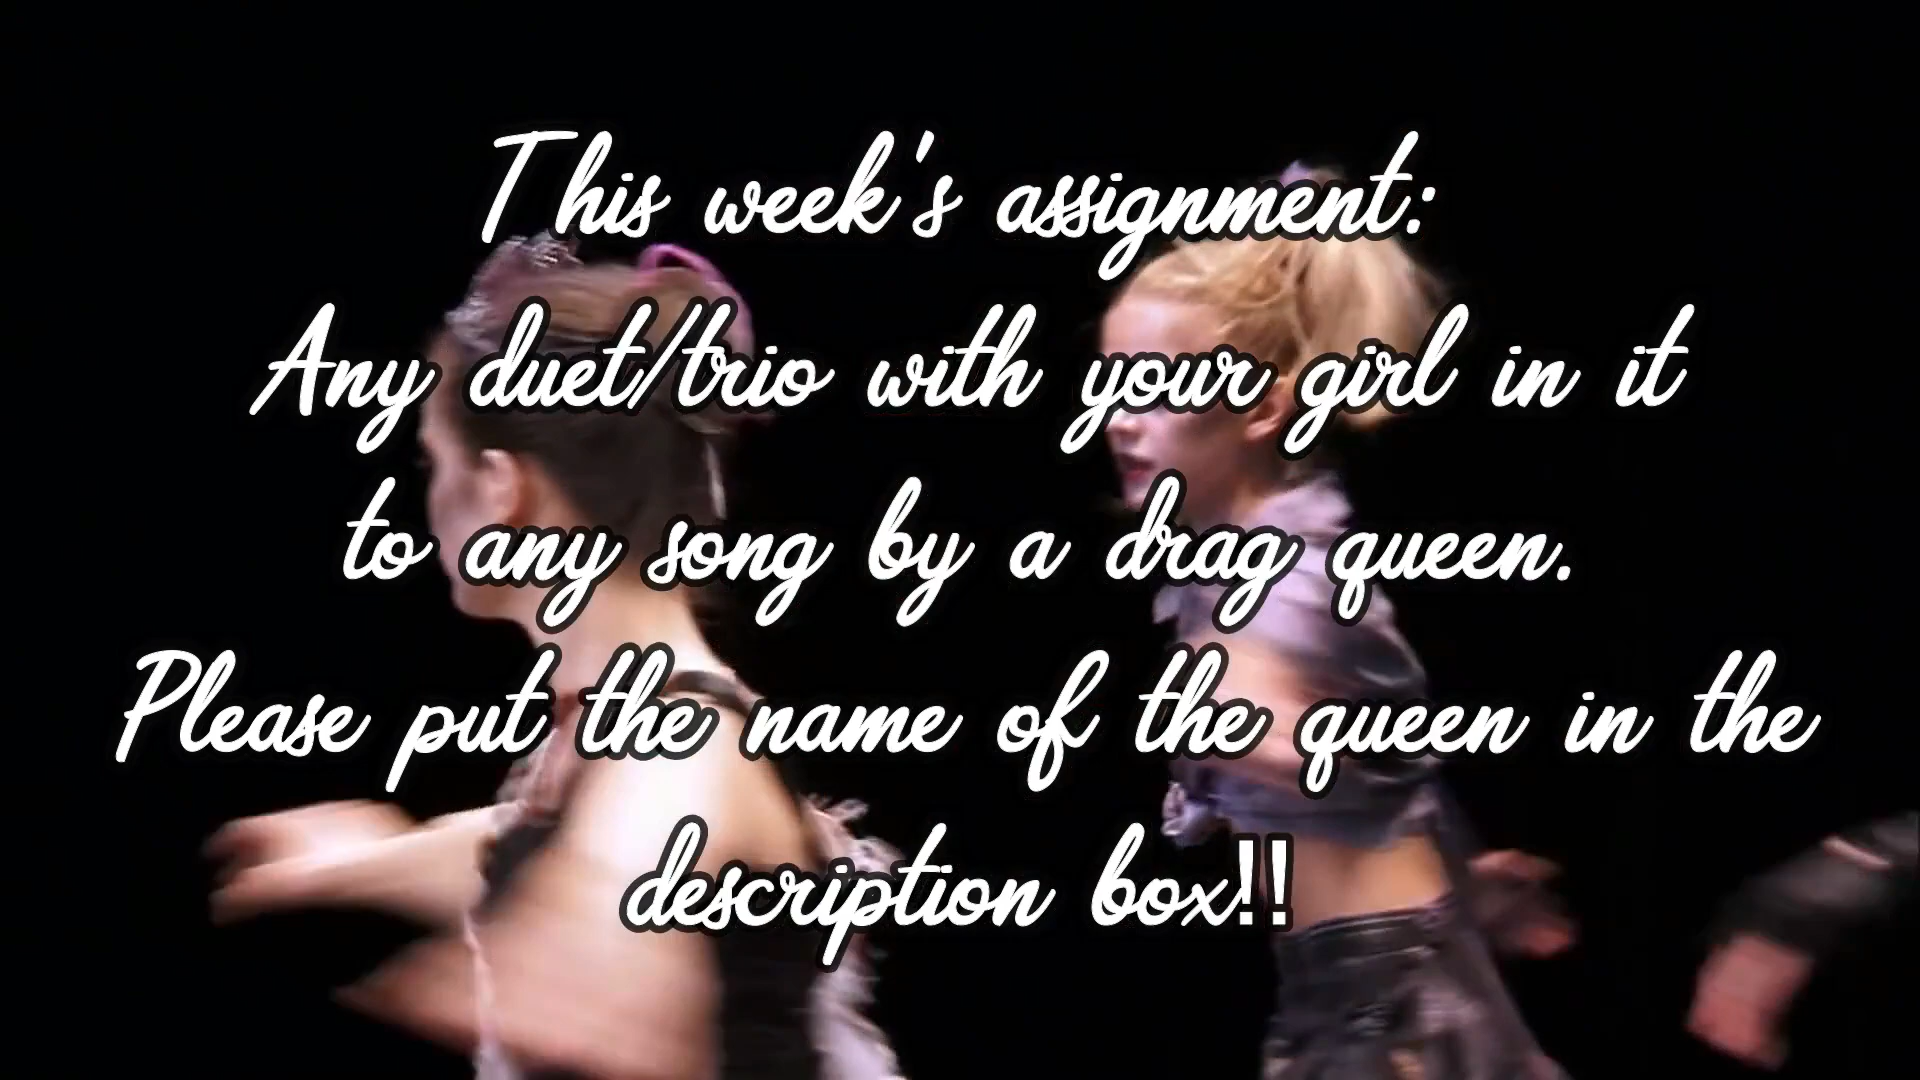 This week's assignment:
Any duet/trio with your girl in it
to any song by a drag queen.
Please put the name of the queen in the
description box!!